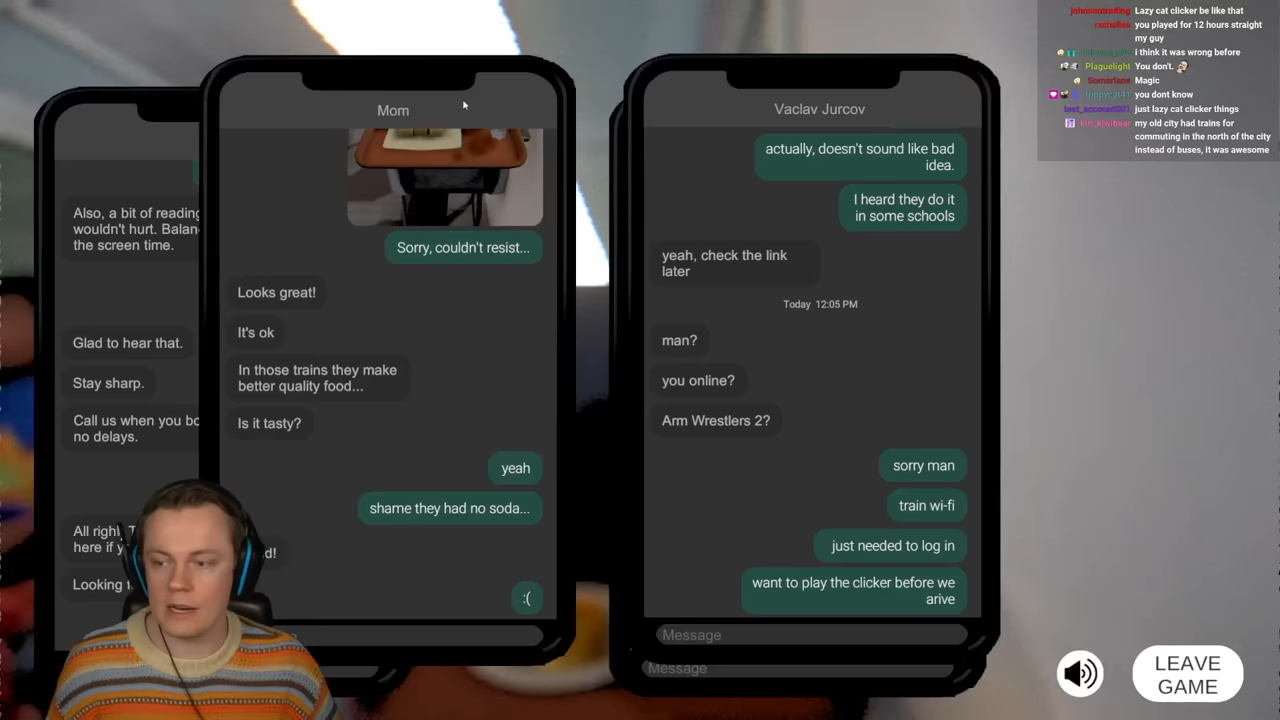 Also, a bit of reading
wouldn't hurt. Balan
the screen time.
Glad to hear that.
Stay sharp.
Call us when you bo
no delays.
All right. T
here if y
Looking t
Mom
Sorry, couldn't resist...
Looks great!
It's ok
In those trains they make
better quality food...
Is it tasty?
yeah
shame they had no soda...
d!
:(
Vaclav Jurcov
actually, doesn't sound like bad
idea.
I heard they do it
in some schools
yeah, check the link
later
Today 12:05 PM
man?
you online?
Arm Wrestlers 2?
sorry man
train wi-fi
just needed to log in
want to play the clicker before we
arive
Message
Message
Lazy cat clicker be like that
you played for 12 hours straight
my guy
i think it was wrong before
Plaguelight You don't.
Somarlane Magic
trippycat41 you dont know
test_account001 just lazy cat clicker things
kiri_kiwibear my old city had trains for
commuting in the north of the city
instead of buses, it was awesome
LEAVE
GAME